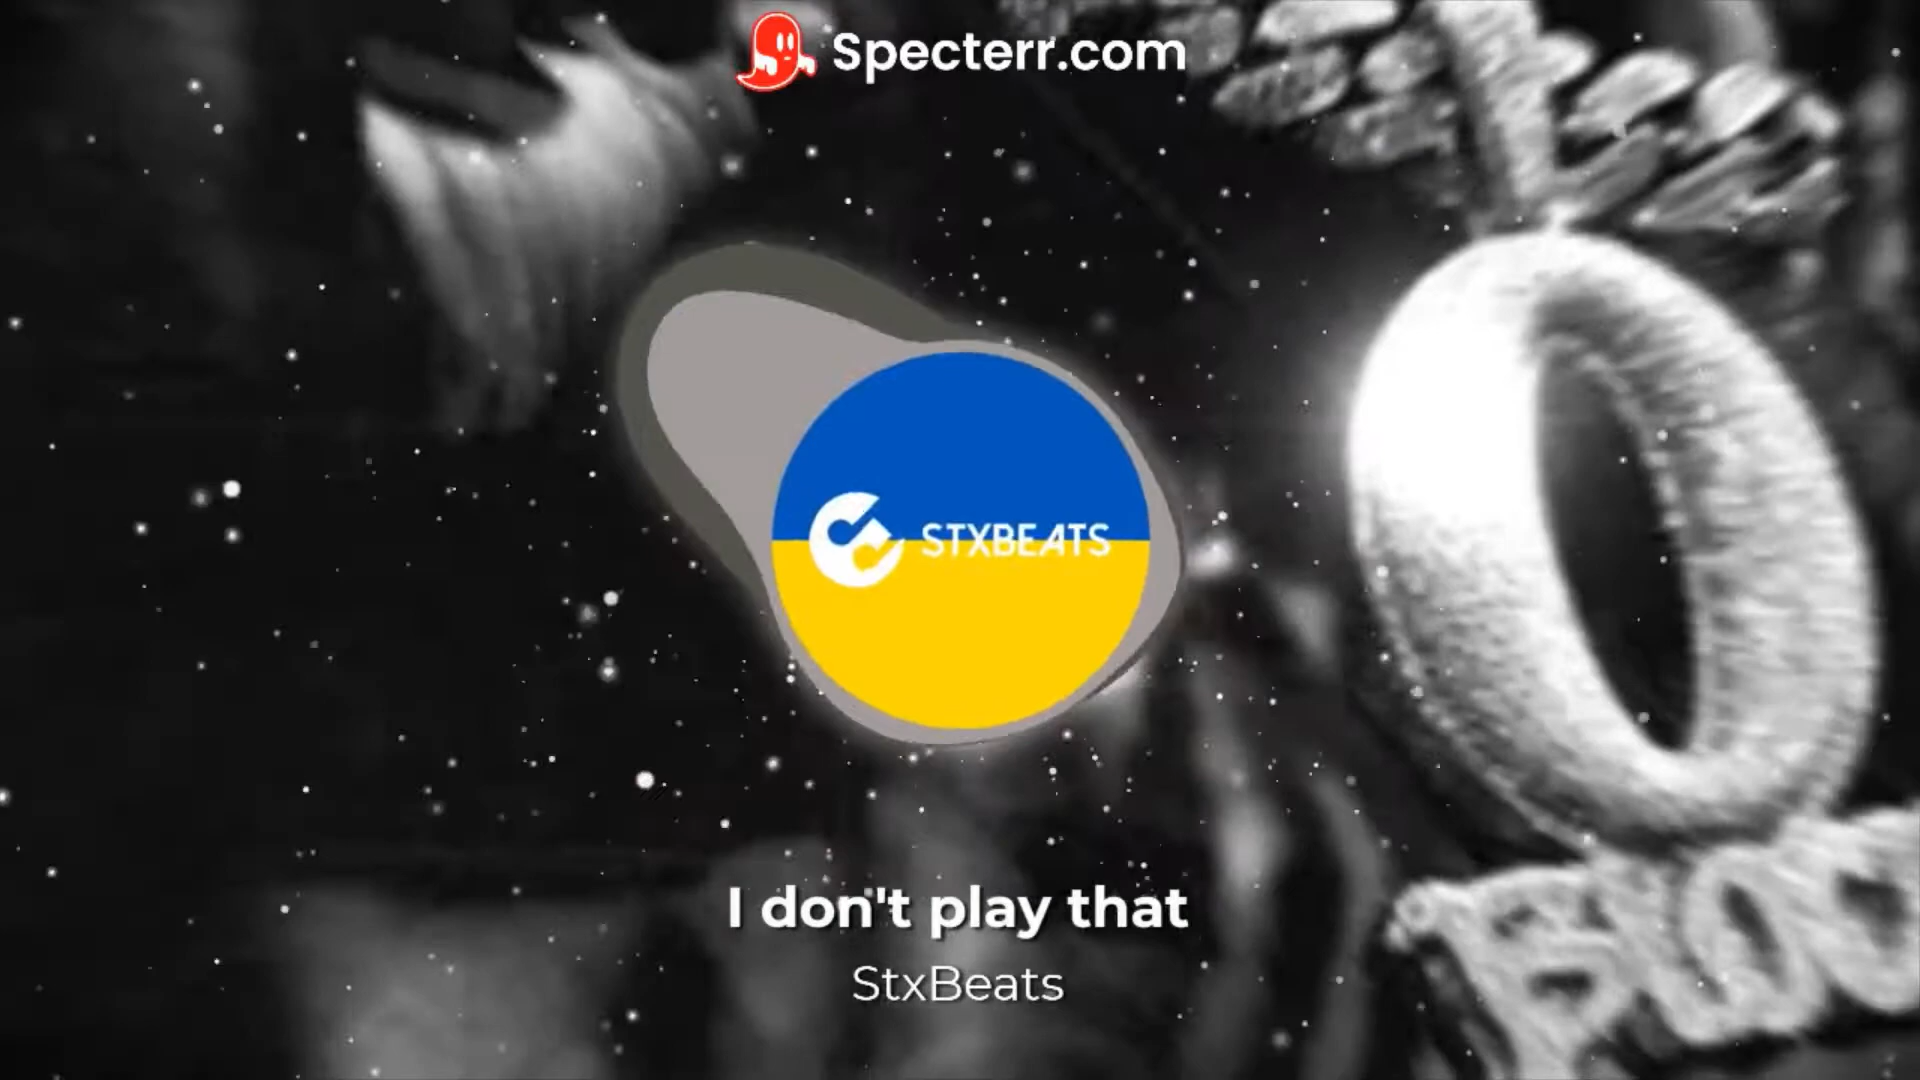 Specterr.com
STXBEATS
I don't play that
StxBeats